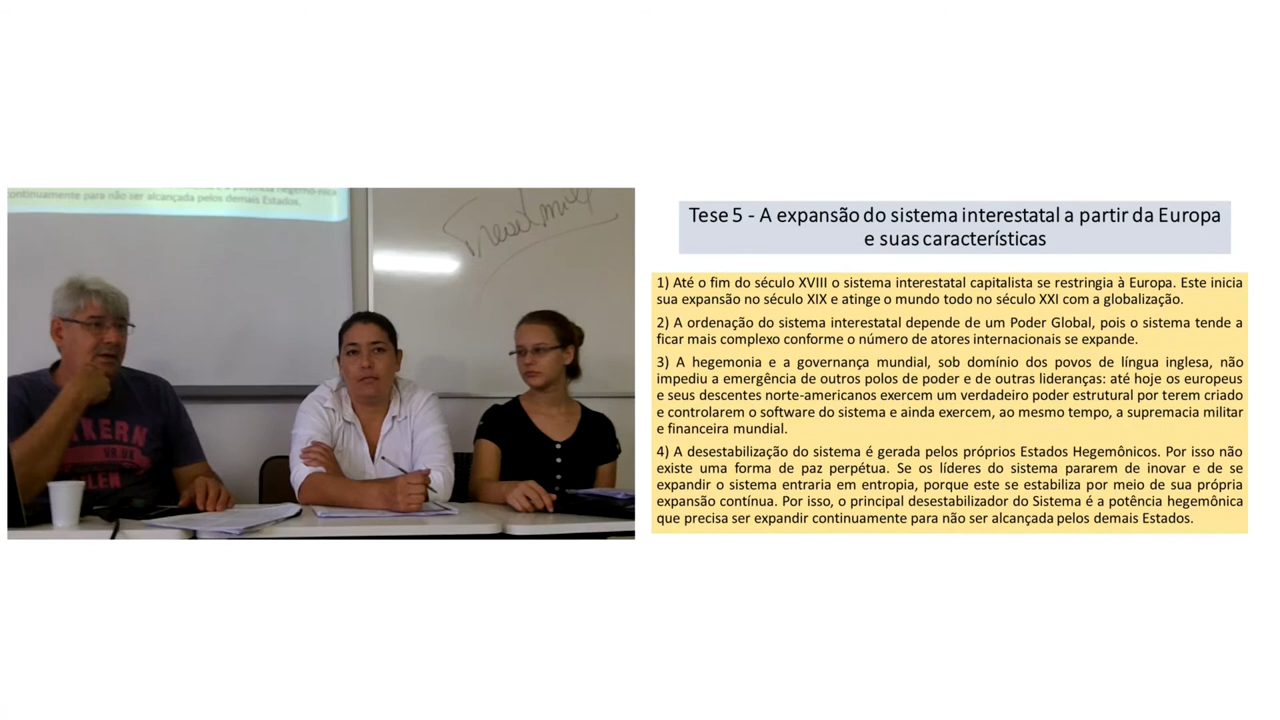 continuamente para não ser alcançada pelos demais Estados.
Tese 5 - A expansão do sistema interestatal a partir da Europa
e suas características
1) Até o fim do século XVIII o sistema interestatal capitalista se restringia à Europa. Este inicia
sua expansão no século XIX e atinge o mundo todo no século XXI com a globalização.
2) A ordenação do sistema interestatal depende de um Poder Global, pois o sistema tende a
ficar mais complexo conforme o número de atores internacionais se expande.
3) A hegemonia e a governança mundial, sob domínio dos povos de língua inglesa, não
impediu a emergência de outros polos de poder e de outras lideranças: até hoje os europeus
e seus descentes norte-americanos exercem um verdadeiro poder estrutural por terem criado
e controlarem o software do sistema e ainda exercem, ao mesmo tempo, a supremacia militar
e financeira mundial.
4) A desestabilização do sistema é gerada pelos próprios Estados Hegemônicos. Por isso não
existe uma forma de paz perpétua. Se os líderes do sistema pararem de inovar e de se
expandir o sistema entraria em entropia, porque este se estabiliza por meio de sua própria
expansão contínua. Por isso, o principal desestabilizador do Sistema é a potência hegemônica
que precisa ser expandir continuamente para não ser alcançada pelos demais Estados.